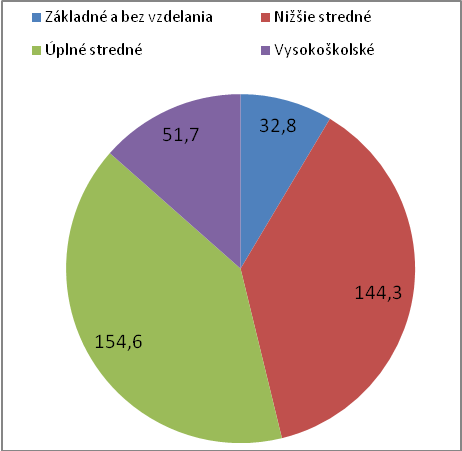 Základné a bez vzdelania
Nižšie stredné
Úplné stredné
Vysokoškolské
51,7
32,8
144,3
154,6